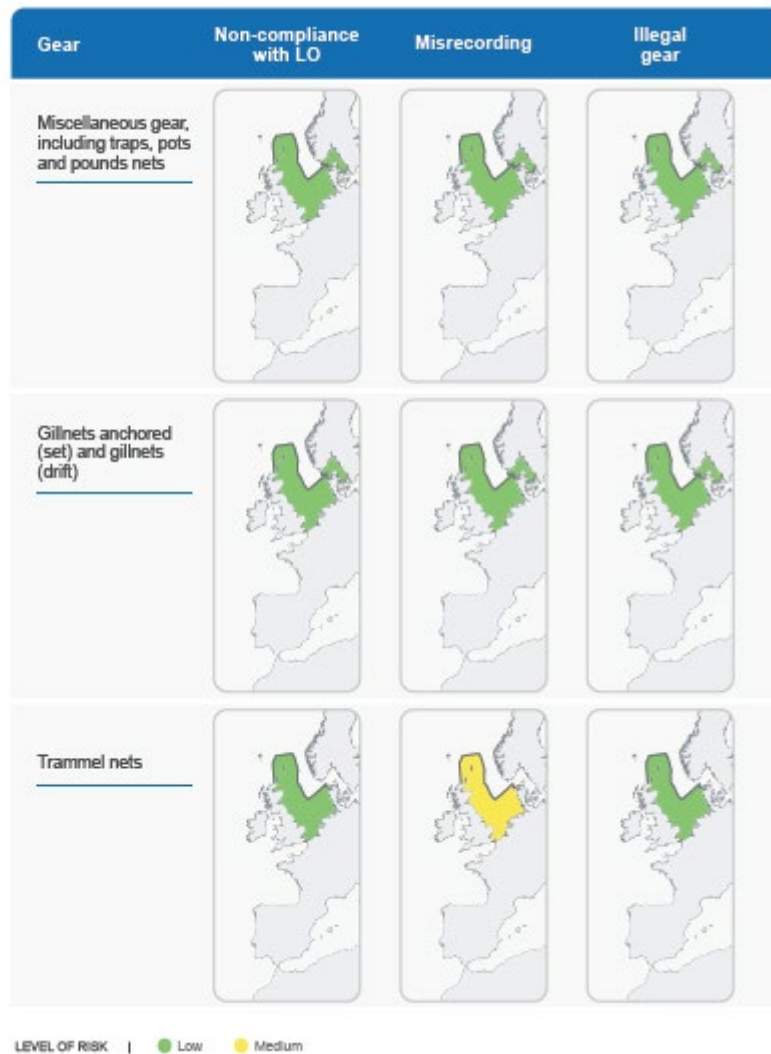 Gear
Non-compliance
with LO
Misrecording
Illegal
gear
Miscellaneous gear,
including traps, pots
and pounds nets
Gillnets anchored
(set) and gillnets
(drift)
Trammel nets
LEVEL OF RISK | Low Medium